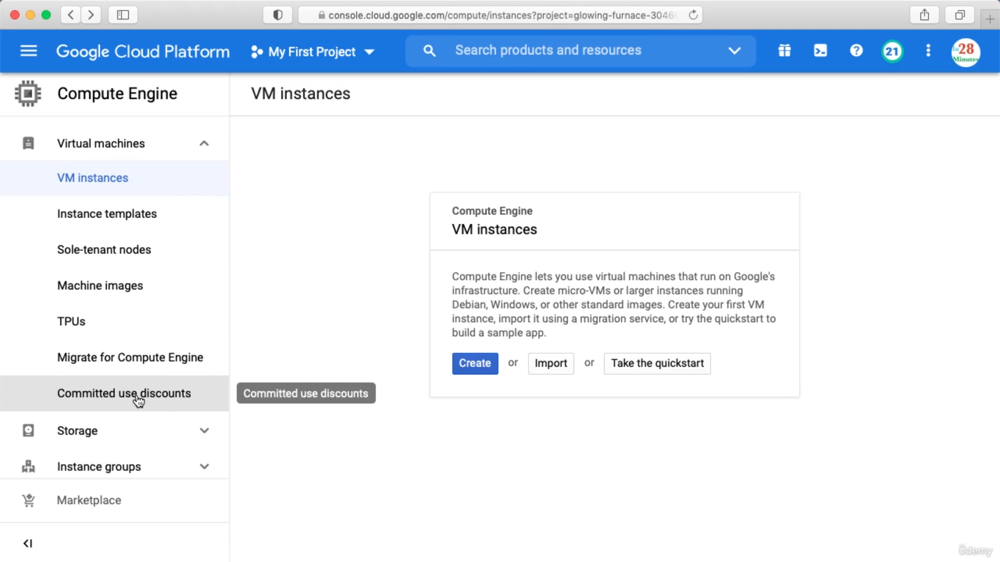 console.cloud.google.com/compute/instances?project=glowing-furnace-3046
Google Cloud Platform
My First Project
Search products and resources
21
in28
Minutes
Compute Engine
VM instances
Virtual machines
VM instances
Instance templates
Sole-tenant nodes
Machine images
TPUs
Migrate for Compute Engine
Committed use discounts
Committed use discounts
Storage
Instance groups
Marketplace
Compute Engine
VM instances
Compute Engine lets you use virtual machines that run on Google's
infrastructure. Create micro-VMs or larger instances running
Debian, Windows, or other standard images. Create your first VM
instance, import it using a migration service, or try the quickstart to
build a sample app.
Create or Import or Take the quickstart
ûdemy